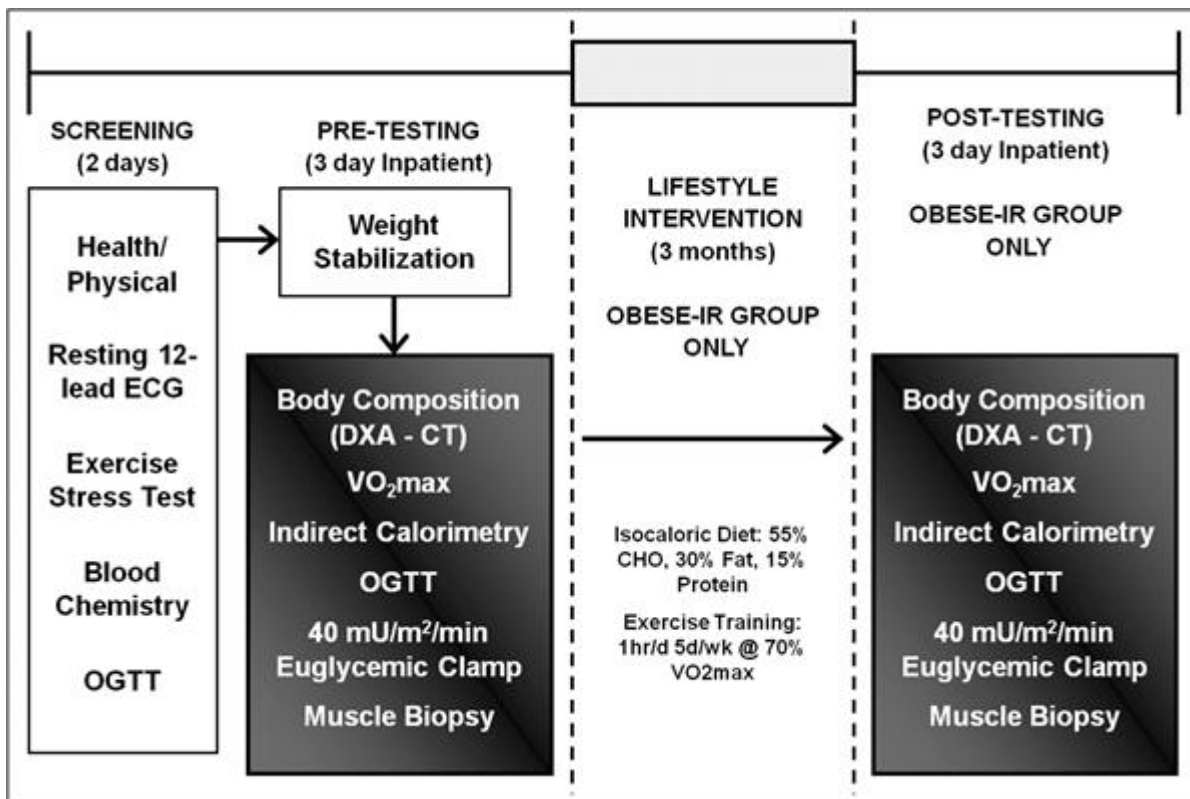 SCREENING
(2 days)
Health/
Physical
Resting 12-
lead ECG
Exercise
Stress Test
Blood
Chemistry
OGTT
PRE-TESTING
(3 day Inpatient)
Weight
Stabilization
Body Composition
(DXA - CT)
VO₂max
Indirect Calorimetry
OGTT
40 mU/m²/min
Euglycemic Clamp
Muscle Biopsy
LIFESTYLE
INTERVENTION
(3 months)
OBESE-IR GROUP
ONLY
Isocaloric Diet: 55%
CHO, 30% Fat, 15%
Protein
Exercise Training:
1hr/d 5d/wk @ 70%
VO2max
POST-TESTING
(3 day Inpatient)
OBESE-IR GROUP
ONLY
Body Composition
(DXA - CT)
VO₂max
Indirect Calorimetry
OGTT
40 mU/m²/min
Euglycemic Clamp
Muscle Biopsy